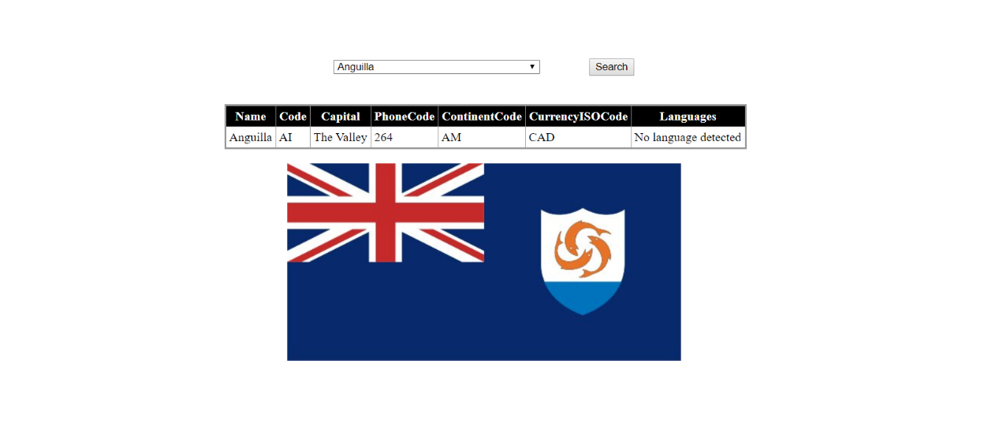 Anguilla Search
Name Code Capital PhoneCode ContinentCode CurrencyISOCode Languages
Anguilla AI The Valley 264 AM CAD No language detected